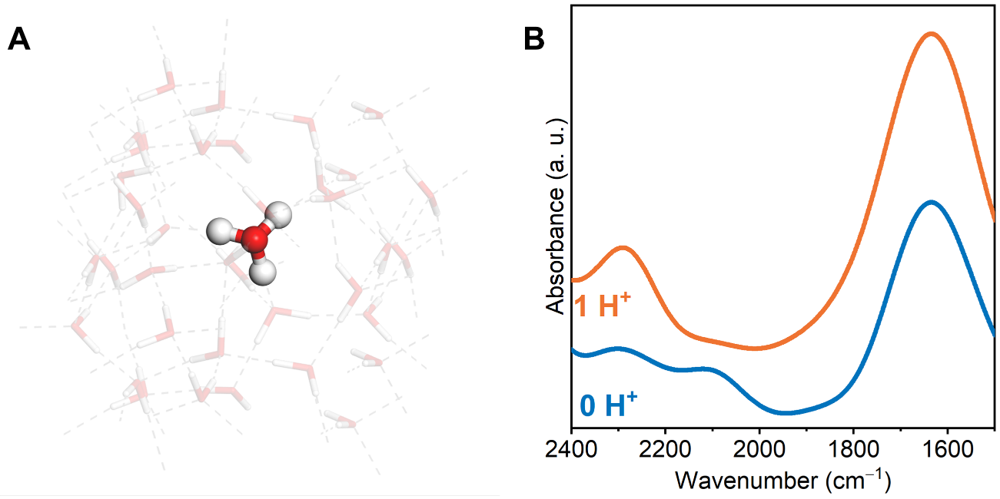 A
B
Absorbance (a. u.)
1 H⁺
0 H⁺
2400 2200 2000 1800 1600
Wavenumber (cm⁻¹)